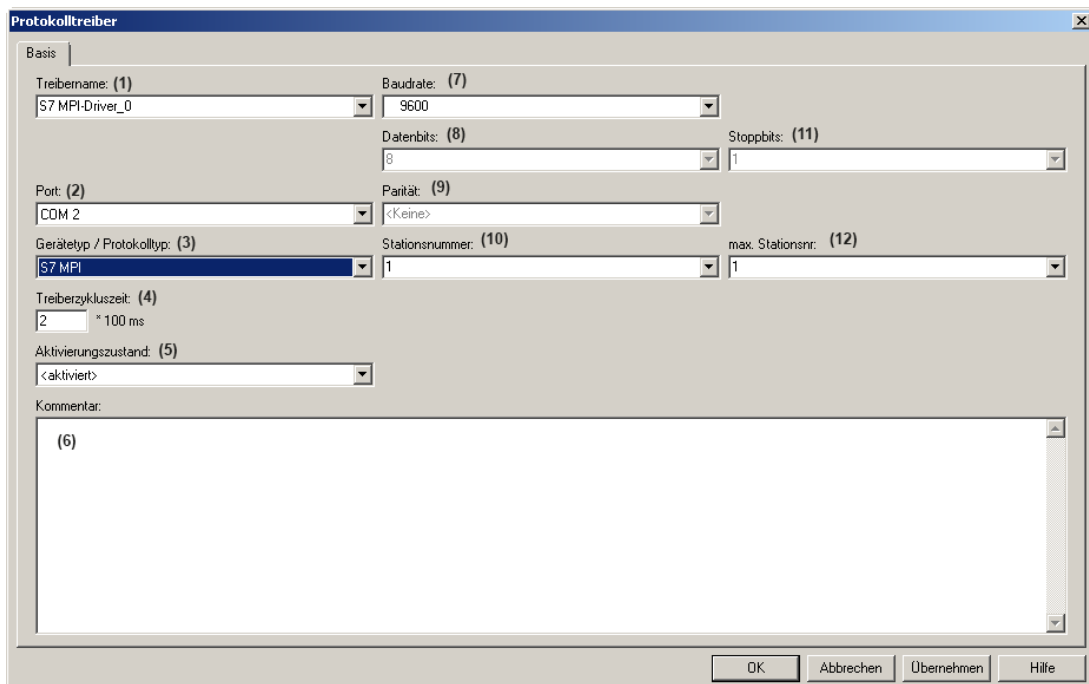 Protokolltreiber
Basis
Treibername: (1)
S7 MPI-Driver_0
Baudrate: (7)
9600
Datenbits: (8)
8
Stoppbits: (11)
1
Port: (2)
COM 2
Parität: (9)
<Keine>
Gerätetyp / Protokolltyp: (3)
S7 MPI
Stationsnummer: (10)
1
max. Stationsnr: (12)
1
Treiberzykluszeit: (4)
2 * 100 ms
Aktivierungszustand: (5)
<aktiviert>
Kommentar:
(6)
OK Abbrechen Übernehmen Hilfe